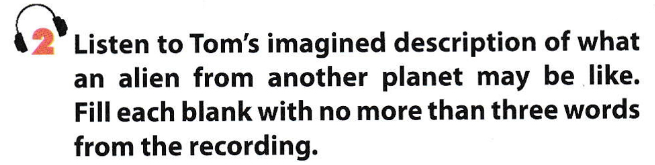 2 Listen to Tom's imagined description of what
an alien from another planet may be like.
Fill each blank with no more than three words
from the recording.